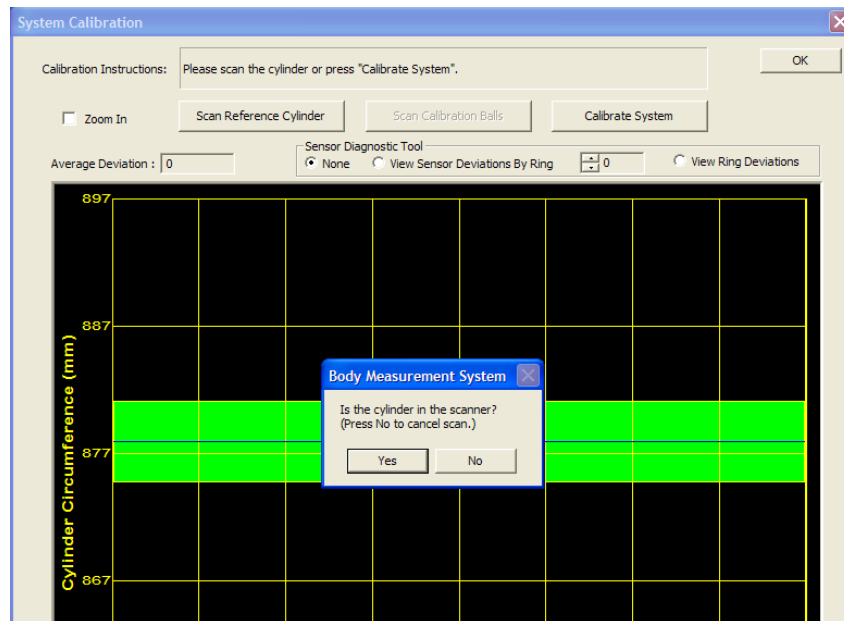 System Calibration
Calibration Instructions: Please scan the cylinder or press "Calibrate System". OK
Zoom In Scan Reference Cylinder Scan Calibration Balls Calibrate System
Sensor Diagnostic Tool
Average Deviation : 0 None View Sensor Deviations By Ring 0 View Ring Deviations
897
887
Cylinder Circumference (mm)
877
867
Body Measurement System
Is the cylinder in the scanner?
(Press No to cancel scan.)
Yes No